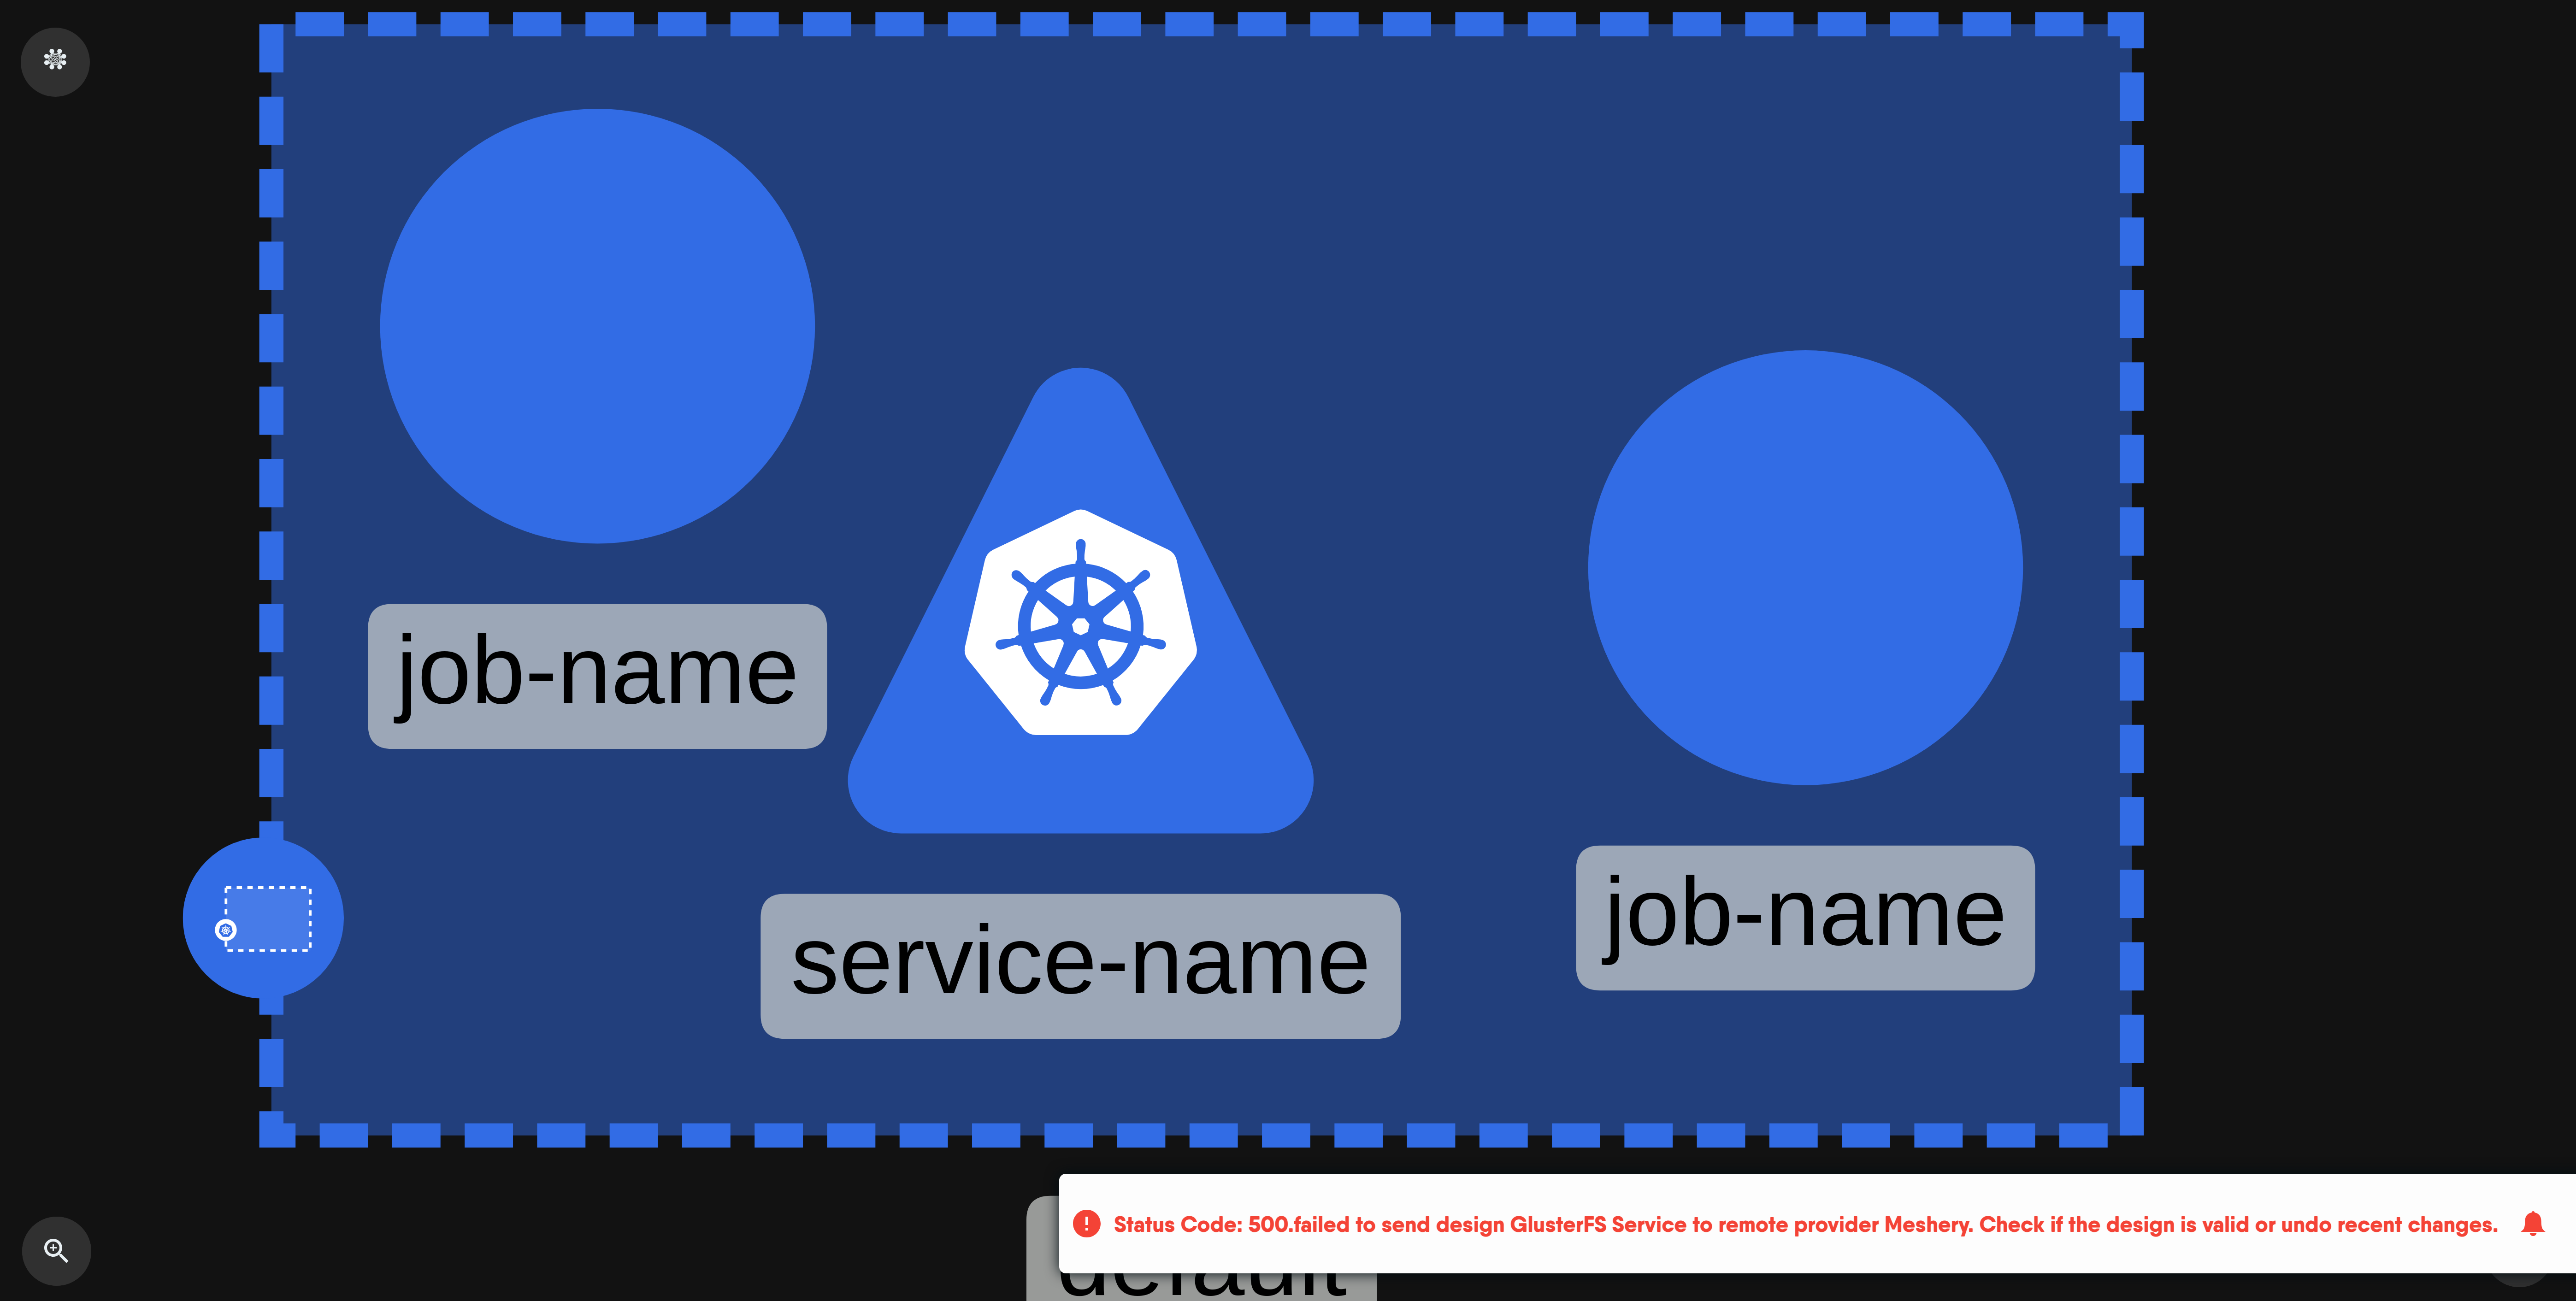 job-name
service-name
job-name
Status Code: 500.failed to send design GlusterFS Service to remote provider Meshery. Check if the design is valid or undo recent changes.
default